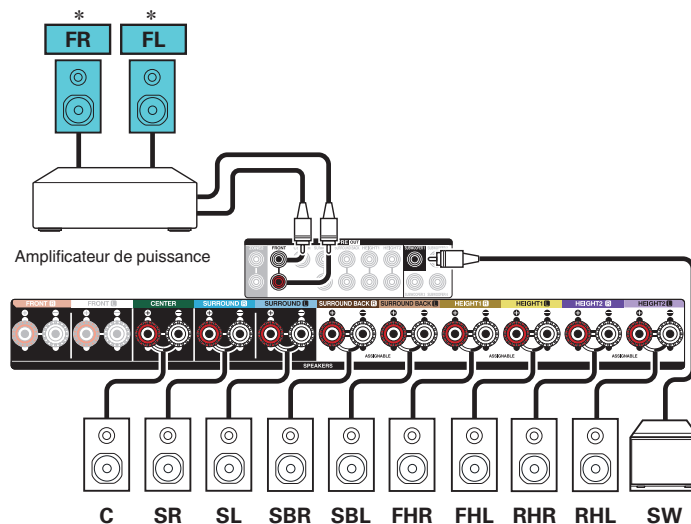 * *
FR FL
Amplificateur de puissance
PRE OUT
FRONT
FRONT R FRONT L CENTER SURROUND R SURROUND L SURROUND BACK R SURROUND BACK L HEIGHT1 R HEIGHT1 L HEIGHT2 R HEIGHT2 L
ASSIGNABLE ASSIGNABLE ASSIGNABLE
SPEAKERS
C SR SL SBR SBL FHR FHL RHR RHL SW